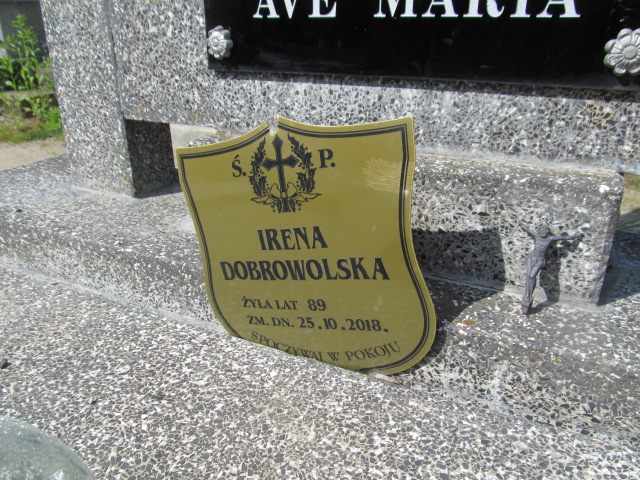 AVE MARIA
Ś. P.
IRENA
DOBROWOLSKA
ŻYŁA LAT 89
ZM. DN. 25.10.2018.
SPOCZYWAJ W POKOJU